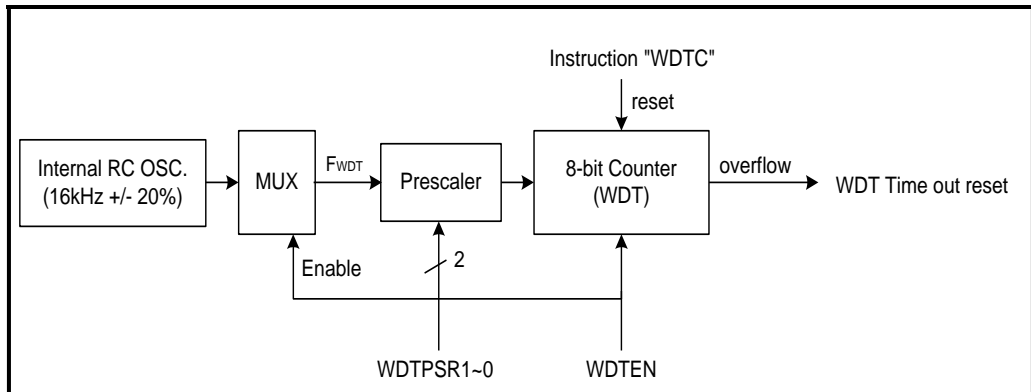 Instruction "WDTC"
reset
Internal RC OSC.
(16kHz +/- 20%)
MUX
FWDT
Prescaler
8-bit Counter
(WDT)
overflow
WDT Time out reset
Enable
2
WDTPSR1~0
WDTEN